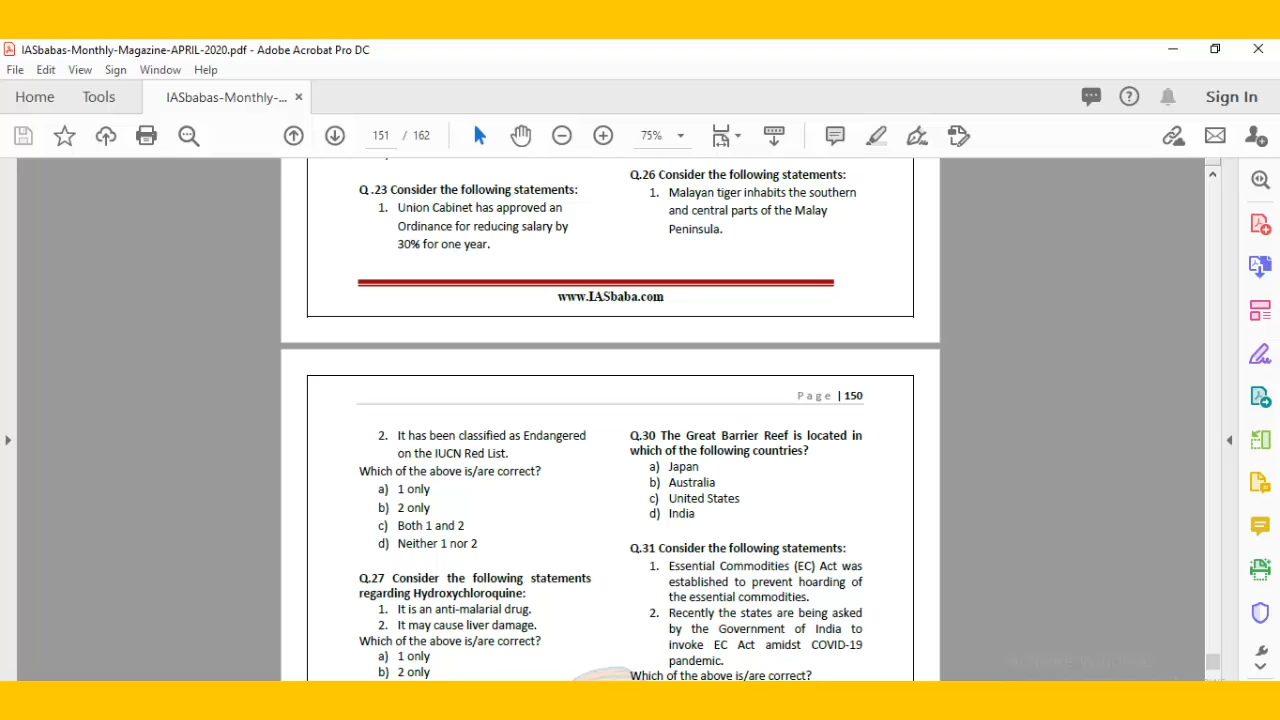 IASbabas-Monthly-Magazine-APRIL-2020.pdf - Adobe Acrobat Pro DC
File Edit View Sign Window Help
Home Tools IASbabas-Monthly-... × Sign In
151 / 162 75%
Q .23 Consider the following statements:
1. Union Cabinet has approved an
Ordinance for reducing salary by
30% for one year.
Q.26 Consider the following statements:
1. Malayan tiger inhabits the southern
and central parts of the Malay
Peninsula.
www.IASbaba.com
Page | 150
2. It has been classified as Endangered
on the IUCN Red List.
Which of the above is/are correct?
a) 1 only
b) 2 only
c) Both 1 and 2
d) Neither 1 nor 2
Q.27 Consider the following statements
regarding Hydroxychloroquine:
1. It is an anti-malarial drug.
2. It may cause liver damage.
Which of the above is/are correct?
a) 1 only
b) 2 only
Q.30 The Great Barrier Reef is located in
which of the following countries?
a) Japan
b) Australia
c) United States
d) India
Q.31 Consider the following statements:
1. Essential Commodities (EC) Act was
established to prevent hoarding of
the essential commodities.
2. Recently the states are being asked
by the Government of India to
invoke EC Act amidst COVID-19
pandemic.
Which of the above is/are correct?